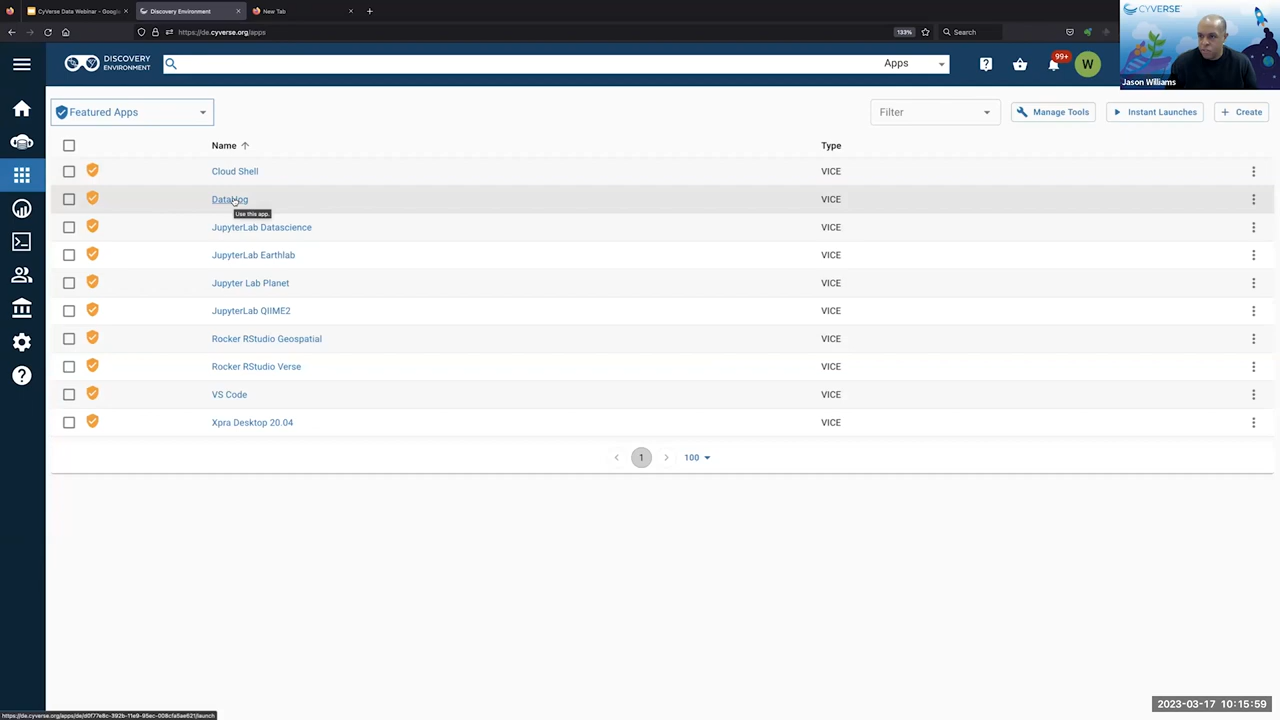 CyVerse Data Webinar - Googl
Discovery Environment
New Tab
https://de.cyverse.org/apps
133%
Search
CYVERSE
Jason Williams
DISCOVERY
ENVIRONMENT
Apps
99+
W
Featured Apps
Filter
Manage Tools
Instant Launches
Create
Name
Type
Cloud Shell
VICE
VICE
Use this app.
JupyterLab Datascience
VICE
JupyterLab Earthlab
VICE
Jupyter Lab Planet
VICE
JupyterLab QIIME2
VICE
Rocker RStudio Geospatial
VICE
Rocker RStudio Verse
VICE
VS Code
VICE
Xpra Desktop 20.04
VICE
1
100
2023-03-17 10:15:59